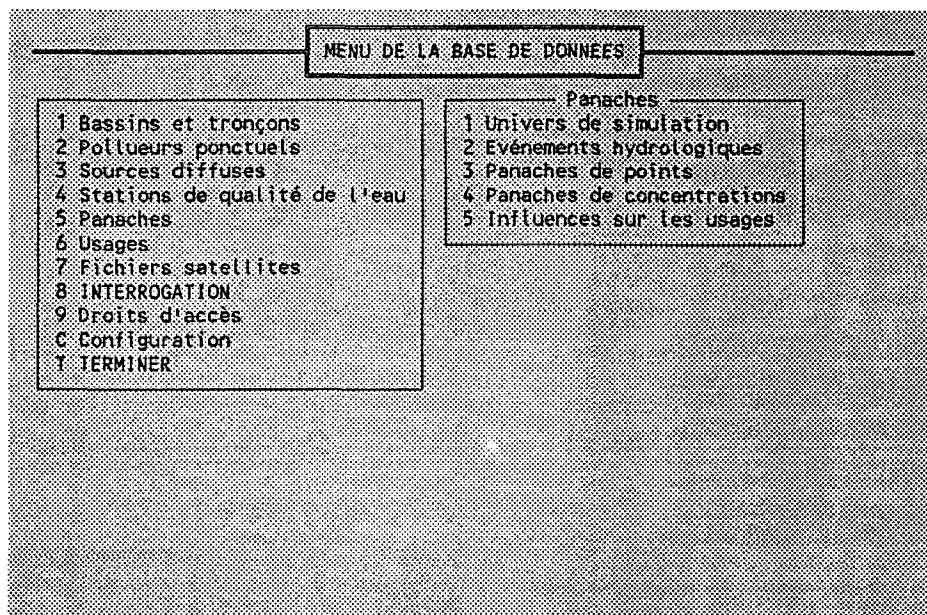 MENU DE LA BASE DE DONNEES
1 Bassins et tronçons
2 Pollueurs ponctuels
3 Sources diffuses
4 Stations de qualité de l'eau
5 Panaches
6 Usages
7 Fichiers satellites
8 INTERROGATION
9 Droits d'accès
C Configuration
T TERMINER
Panaches
1 Univers de simulation
2 Evénements hydrologiques
3 Panaches de points
4 Panaches de concentrations
5 Influences sur les usages